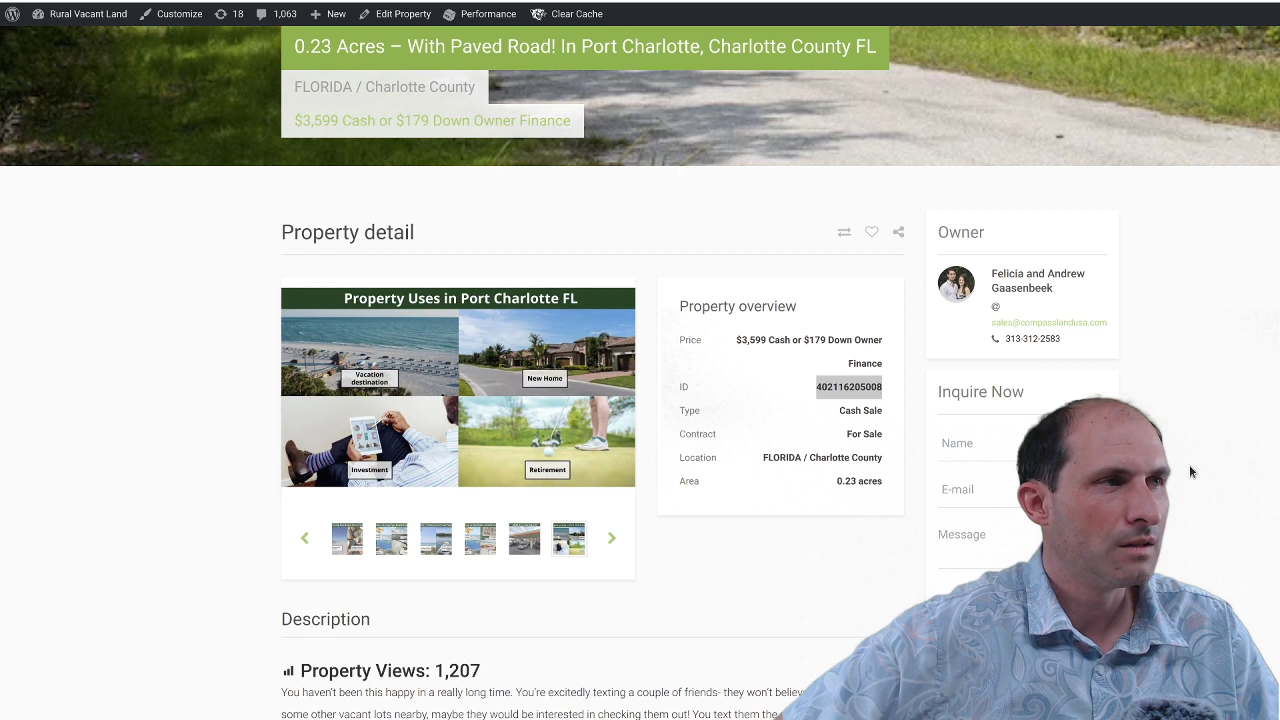 Rural Vacant Land Customize 18 1,063 New Edit Property Performance Clear Cache
0.23 Acres – With Paved Road! In Port Charlotte, Charlotte County FL
FLORIDA / Charlotte County
$3,599 Cash or $179 Down Owner Finance
Property detail
Property Uses in Port Charlotte FL
Vacation
destination
New Home
Investment
Retirement
Property overview
Price $3,599 Cash or $179 Down Owner
Finance
ID 402116205008
Type Cash Sale
Contract For Sale
Location FLORIDA / Charlotte County
Area 0.23 acres
Owner
Felicia and Andrew
Gaasenbeek
@
sales@compasslandusa.com
313-312-2583
Inquire Now
Name
E-mail
Message
Description
Property Views: 1,207
You haven't been this happy in a really long time. You're excitedly texting a couple of friends- they won't
some other vacant lots nearby, maybe they would be interested in checking them out! You text them the